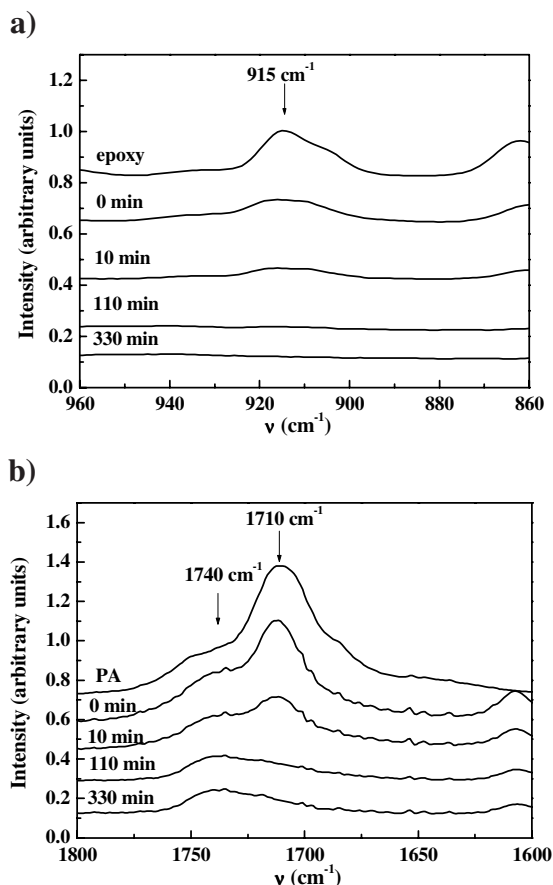 a)
915 cm-1
Intensity (arbitrary units)
1.2
1.0
0.8
0.6
0.4
0.2
0.0
epoxy
0 min
10 min
110 min
330 min
960 940 920 900 880 860
ν (cm-1)
b)
1710 cm-1
1740 cm-1
Intensity (arbitrary units)
1.6
1.4
1.2
1.0
0.8
0.6
0.4
0.2
0.0
PA
0 min
10 min
110 min
330 min
1800 1750 1700 1650 1600
ν (cm-1)